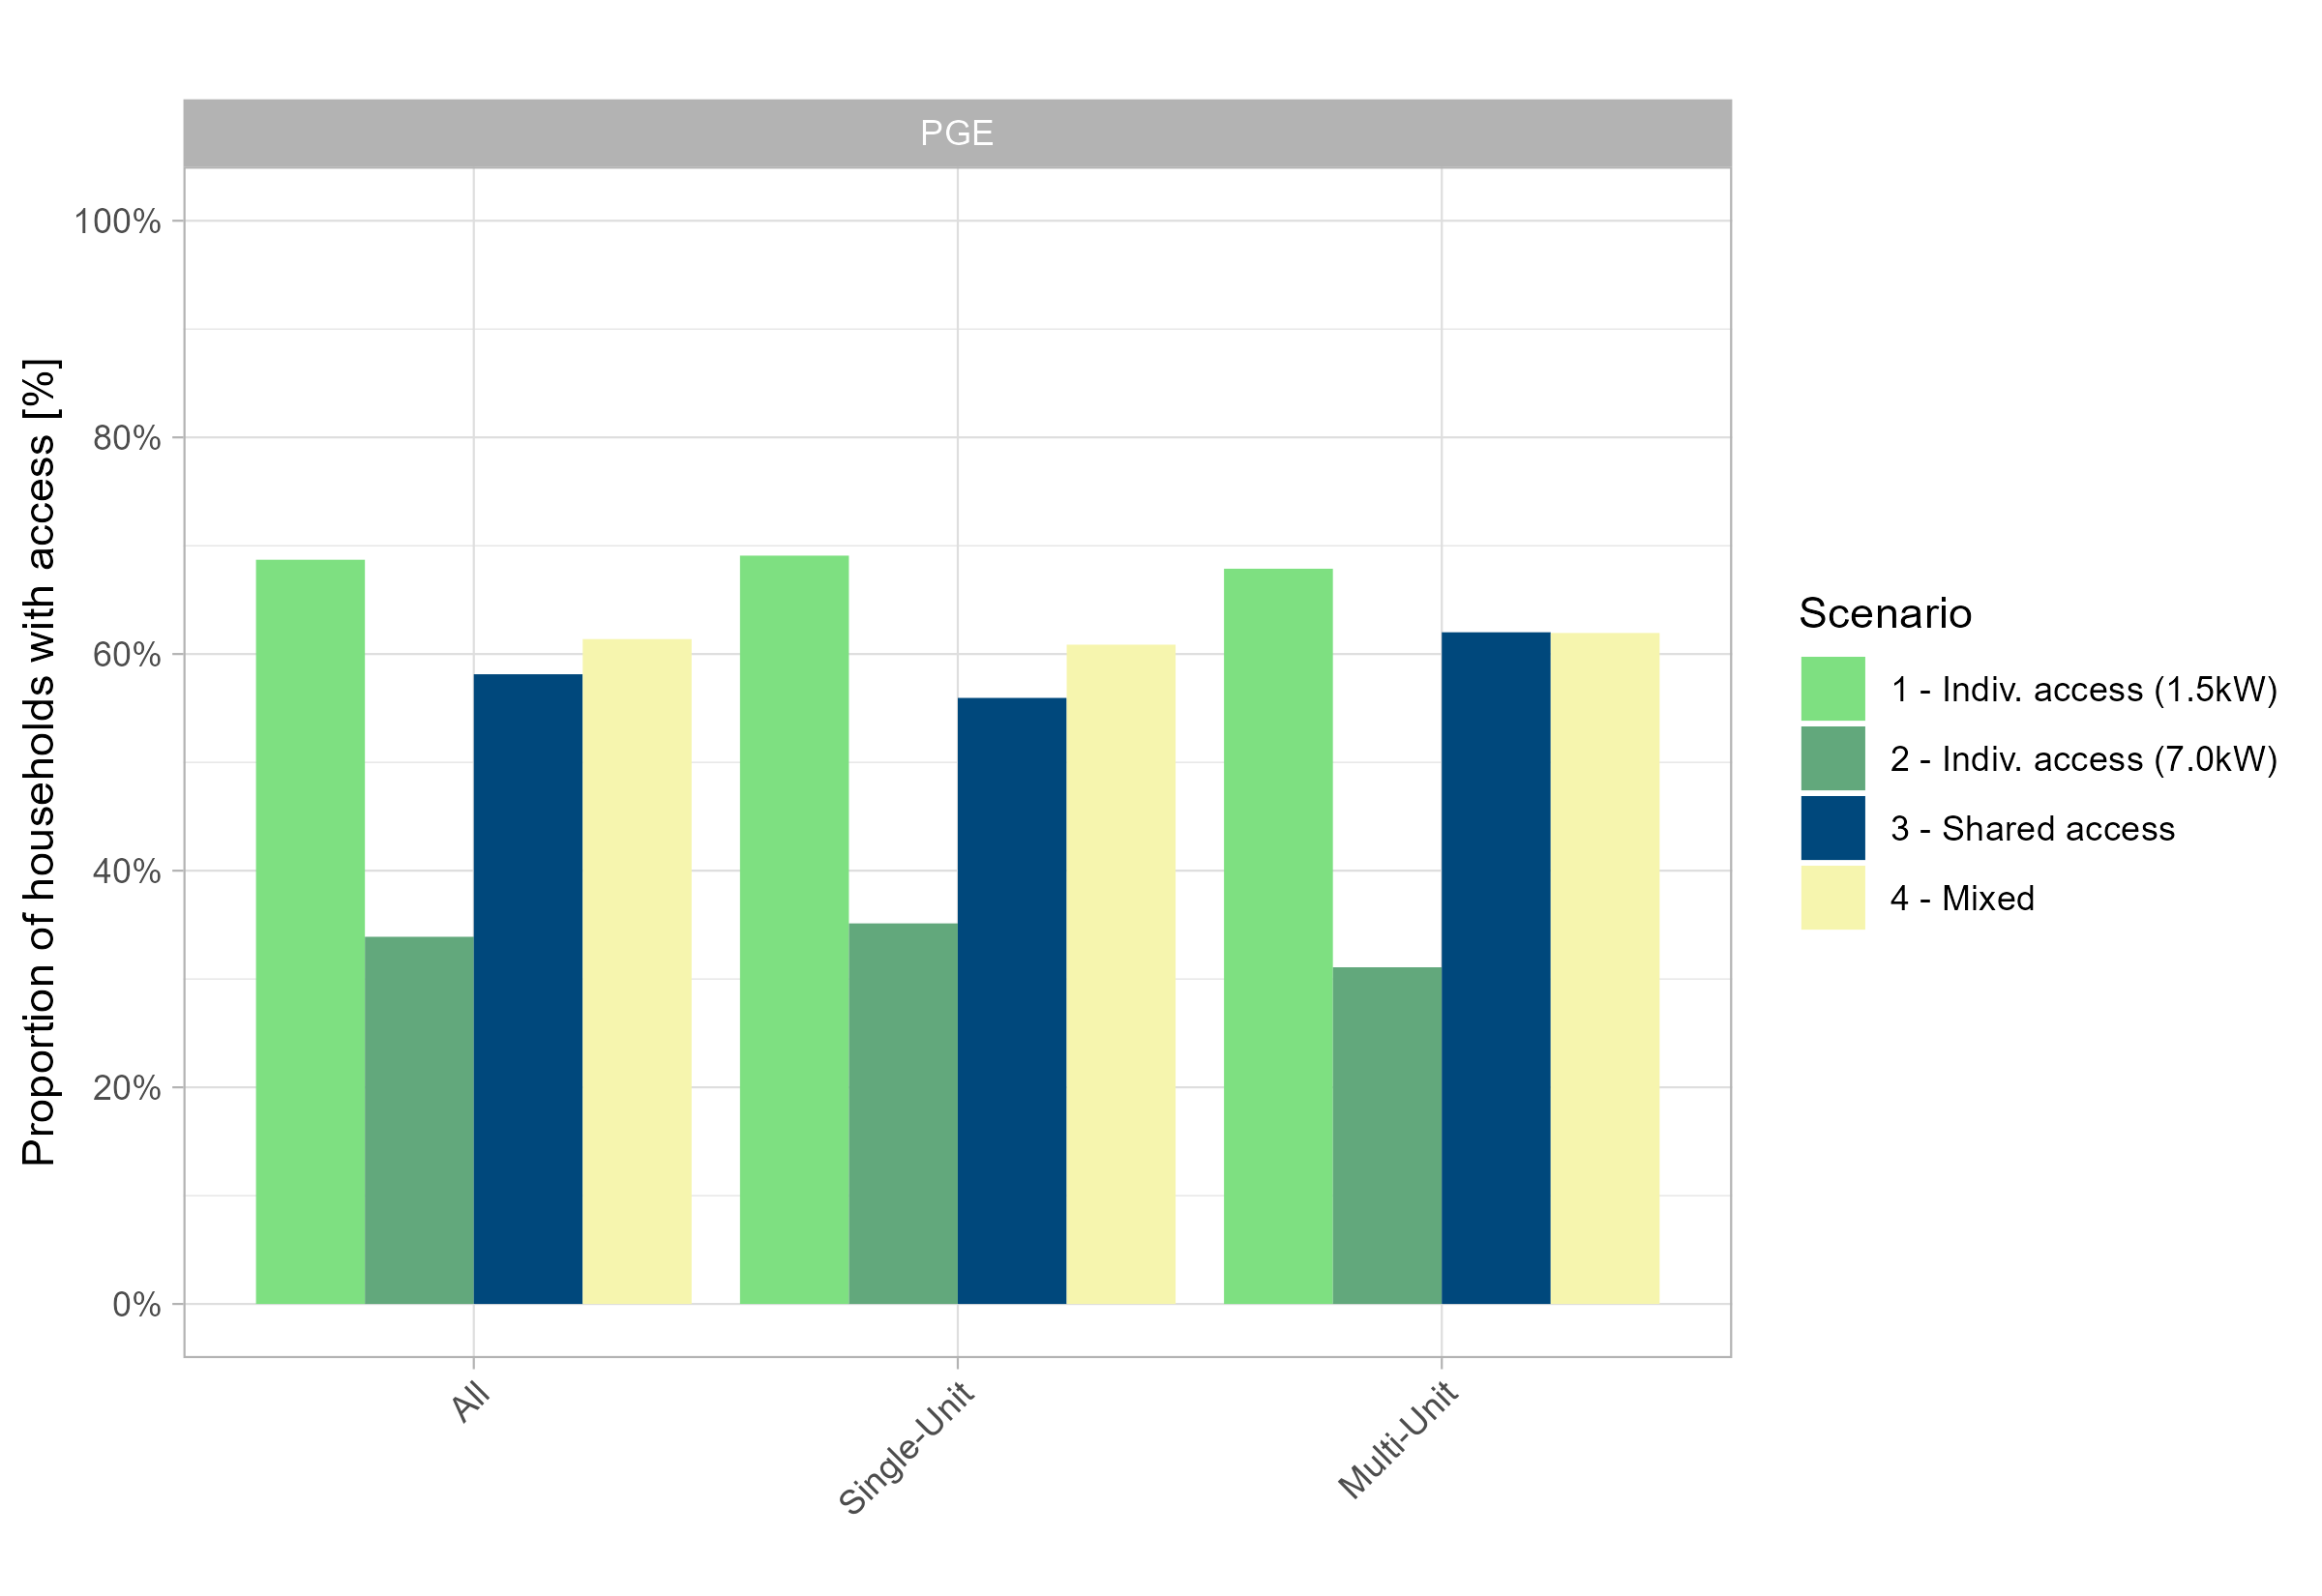 PGE
Proportion of households with access [%]
100%
80%
60%
40%
20%
0%
All
Single-Unit
Multi-Unit
Scenario
1 - Indiv. access (1.5kW)
2 - Indiv. access (7.0kW)
3 - Shared access
4 - Mixed